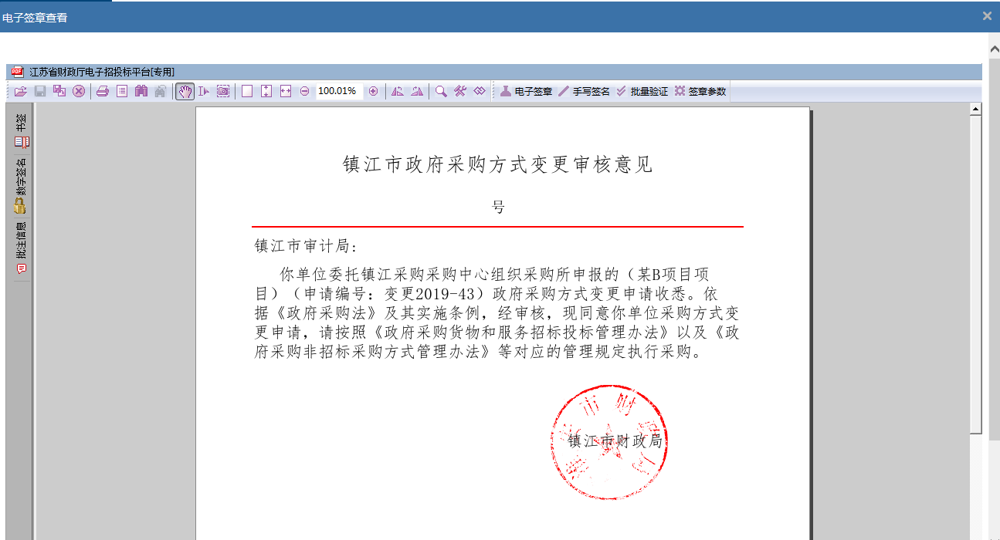 电子签章查看
江苏省财政厅电子招投标平台[专用]
100.01%
电子签章
手写签名
批量验证
签章参数
书签
数字签名
批注信息
镇江市政府采购方式变更审核意见
号
镇江市审计局:
你单位委托镇江采购采购中心组织采购所申报的（某B项目项
目）（申请编号：变更2019-43）政府采购方式变更申请收悉。依
据《政府采购法》及其实施条例，经审核，现同意你单位采购方式变
更申请，请按照《政府采购货物和服务招标投标管理办法》以及《政
府采购非招标采购方式管理办法》等对应的管理规定执行采购。
市财
镇江市财政局